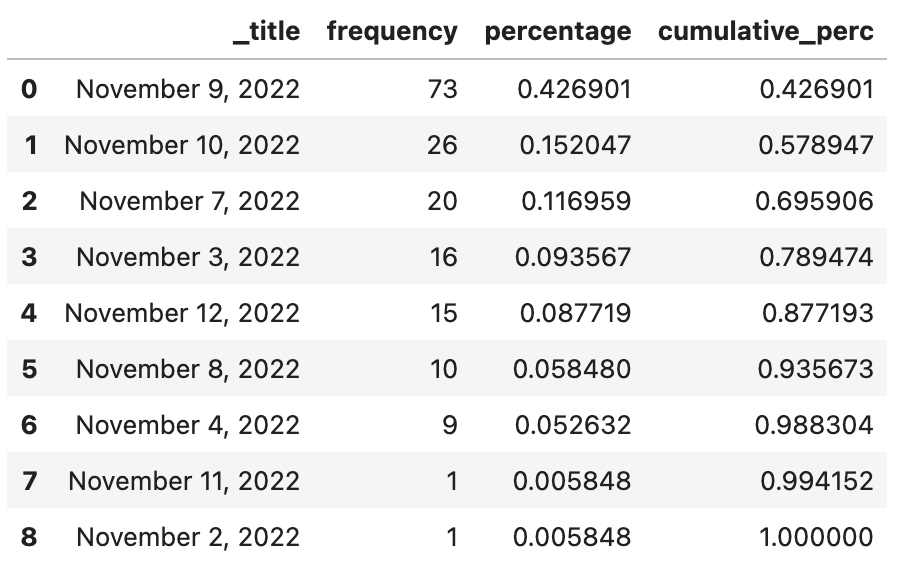 _title frequency percentage cumulative_perc
0 November 9, 2022 73 0.426901 0.426901
1 November 10, 2022 26 0.152047 0.578947
2 November 7, 2022 20 0.116959 0.695906
3 November 3, 2022 16 0.093567 0.789474
4 November 12, 2022 15 0.087719 0.877193
5 November 8, 2022 10 0.058480 0.935673
6 November 4, 2022 9 0.052632 0.988304
7 November 11, 2022 1 0.005848 0.994152
8 November 2, 2022 1 0.005848 1.000000